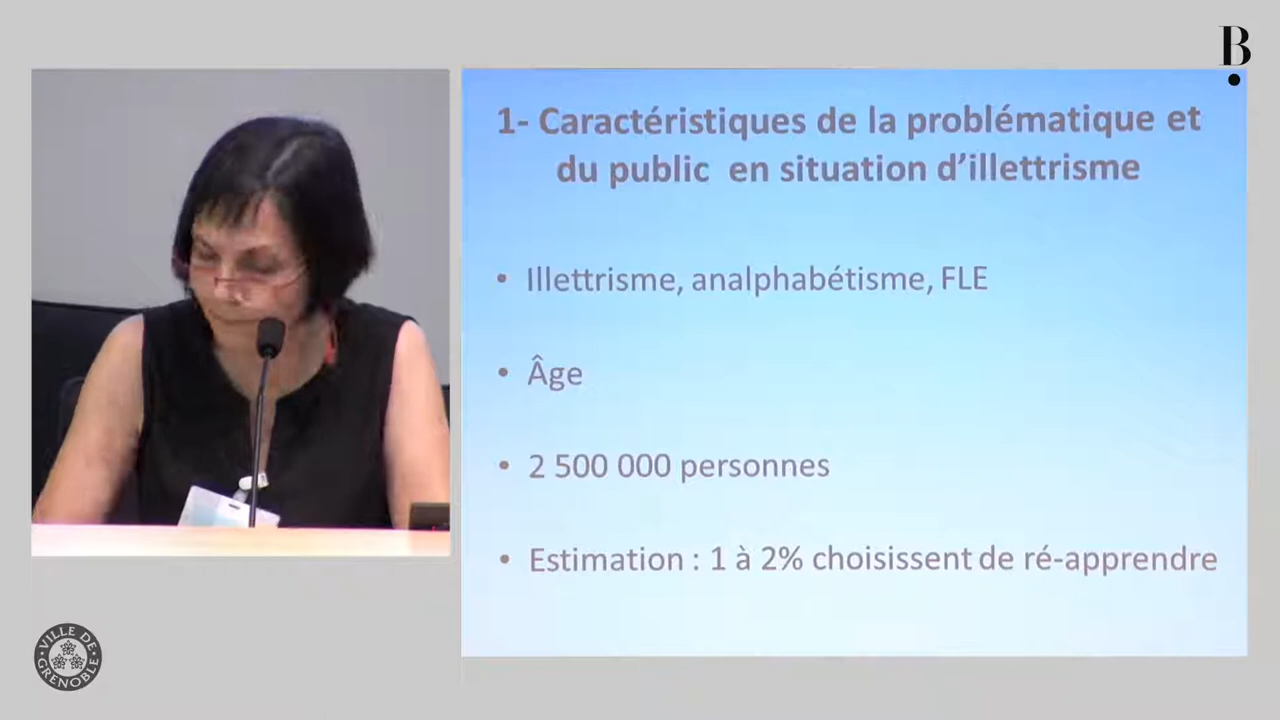 B
1- Caractéristiques de la problématique et
du public en situation d’illettrisme
• Illettrisme, analphabétisme, FLE
• Âge
• 2 500 000 personnes
• Estimation : 1 à 2% choisissent de ré-apprendre
VILLE DE GRENOBLE